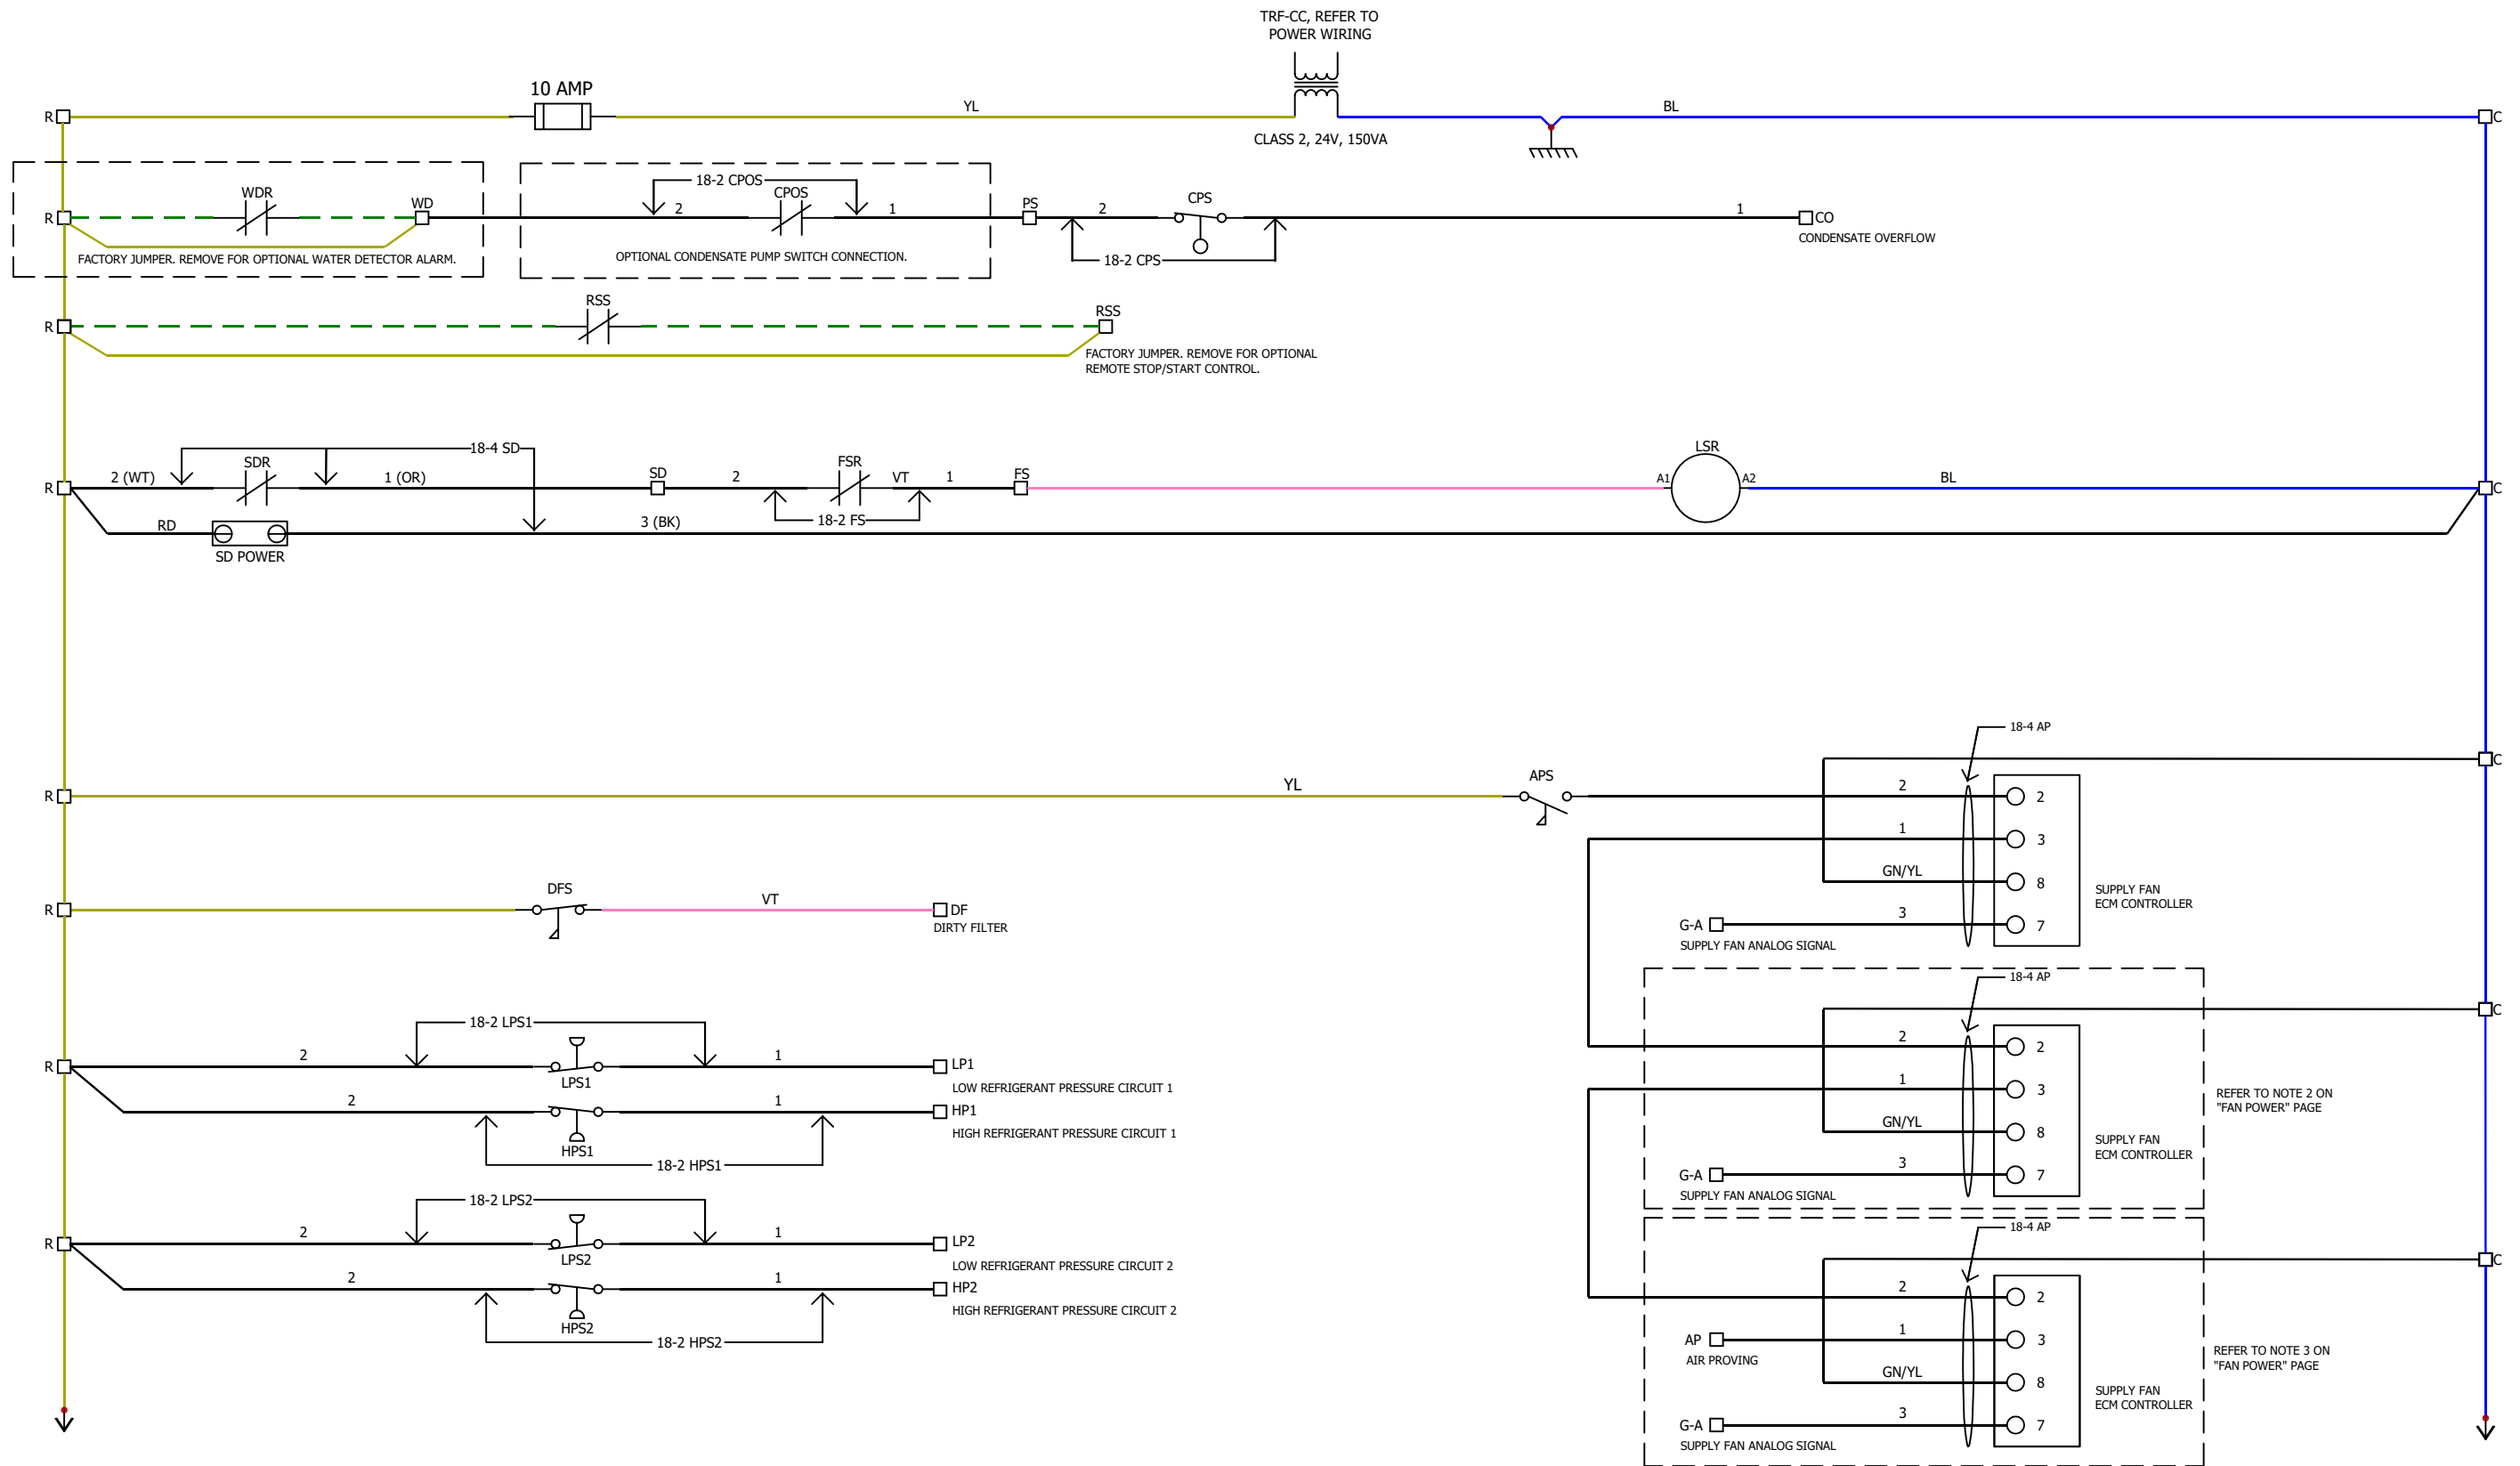 TRF-CC, REFER TO
POWER WIRING
10 AMP
R
YL
BL
C
CLASS 2, 24V, 150VA
18-2 CPOS
WDR
WD
CPOS
PS
CPS
R
2
1
2
1
CO
CONDENSATE OVERFLOW
FACTORY JUMPER. REMOVE FOR OPTIONAL WATER DETECTOR ALARM.
OPTIONAL CONDENSATE PUMP SWITCH CONNECTION.
18-2 CPS
RSS
RSS
R
FACTORY JUMPER. REMOVE FOR OPTIONAL
REMOTE STOP/START CONTROL.
18-4 SD
LSR
SDR
SD
FSR
FS
R
2 (WT)
1 (OR)
2
VT
1
A1
A2
BL
C
18-2 FS
RD
3 (BK)
SD POWER
18-4 AP
C
APS
YL
R
2
2
1
3
GN/YL
8
SUPPLY FAN
ECM CONTROLLER
3
7
G-A
SUPPLY FAN ANALOG SIGNAL
DFS
VT
R
DF
DIRTY FILTER
18-4 AP
C
2
2
1
3
GN/YL
8
SUPPLY FAN
ECM CONTROLLER
3
7
G-A
SUPPLY FAN ANALOG SIGNAL
REFER TO NOTE 2 ON
"FAN POWER" PAGE
18-2 LPS1
R
2
1
LP1
LPS1
LOW REFRIGERANT PRESSURE CIRCUIT 1
2
1
HP1
HIGH REFRIGERANT PRESSURE CIRCUIT 1
HPS1
18-2 HPS1
18-2 LPS2
R
2
1
LP2
LPS2
LOW REFRIGERANT PRESSURE CIRCUIT 2
2
1
HP2
HIGH REFRIGERANT PRESSURE CIRCUIT 2
HPS2
18-2 HPS2
18-4 AP
C
2
2
1
3
AP
AIR PROVING
GN/YL
8
SUPPLY FAN
ECM CONTROLLER
3
7
G-A
SUPPLY FAN ANALOG SIGNAL
REFER TO NOTE 3 ON
"FAN POWER" PAGE